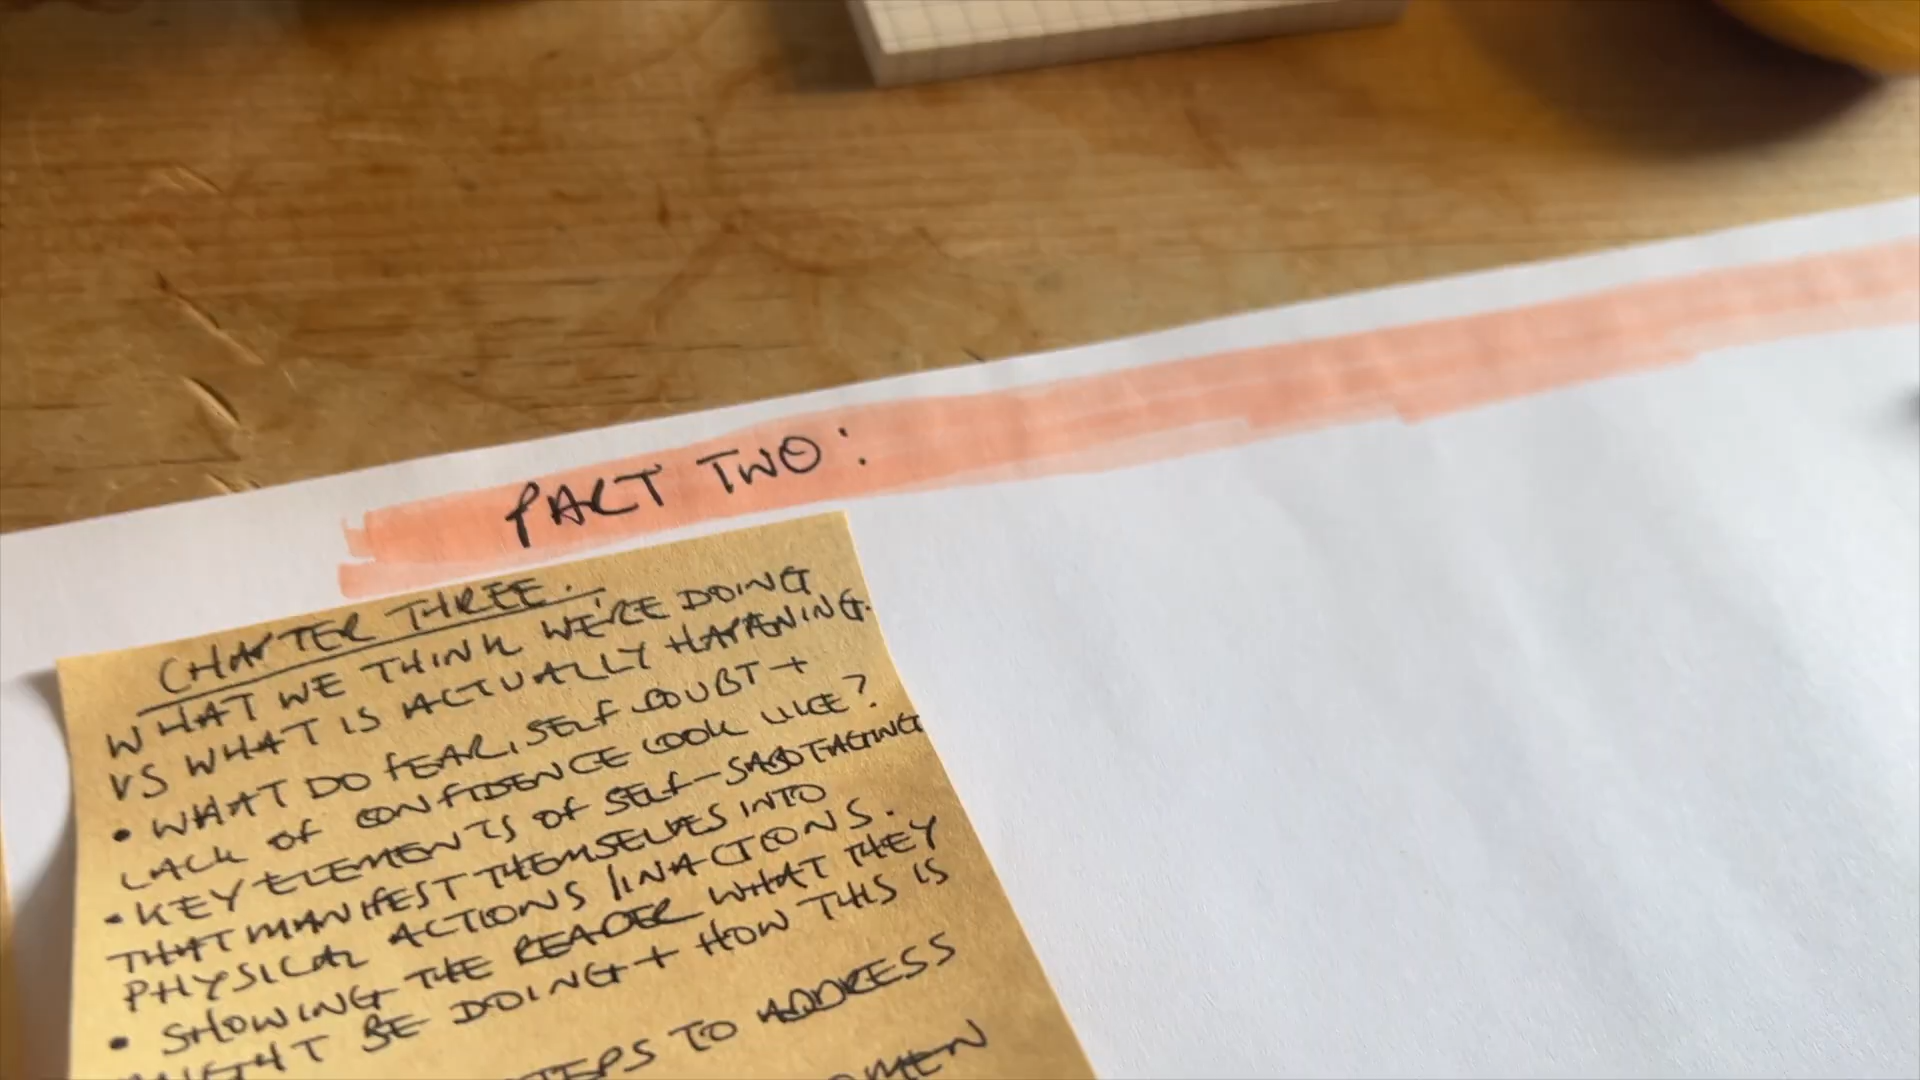 PART TWO:
CHAPTER THREE:
WHAT WE THINK WE'RE DOING
VS WHAT IS ACTUALLY HAPPENING.
• WHAT DO FEAR, SELF DOUBT +
LACK OF CONFIDENCE LOOK LIKE?
• KEY ELEMENTS OF SELF-SABOTAGING
THAT MANIFEST THEMSELVES INTO
PHYSICAL ACTIONS/INACTIONS.
• SHOWING THE READER WHAT THEY
MIGHT BE DOING + HOW THIS IS
STEPS TO ADDRESS